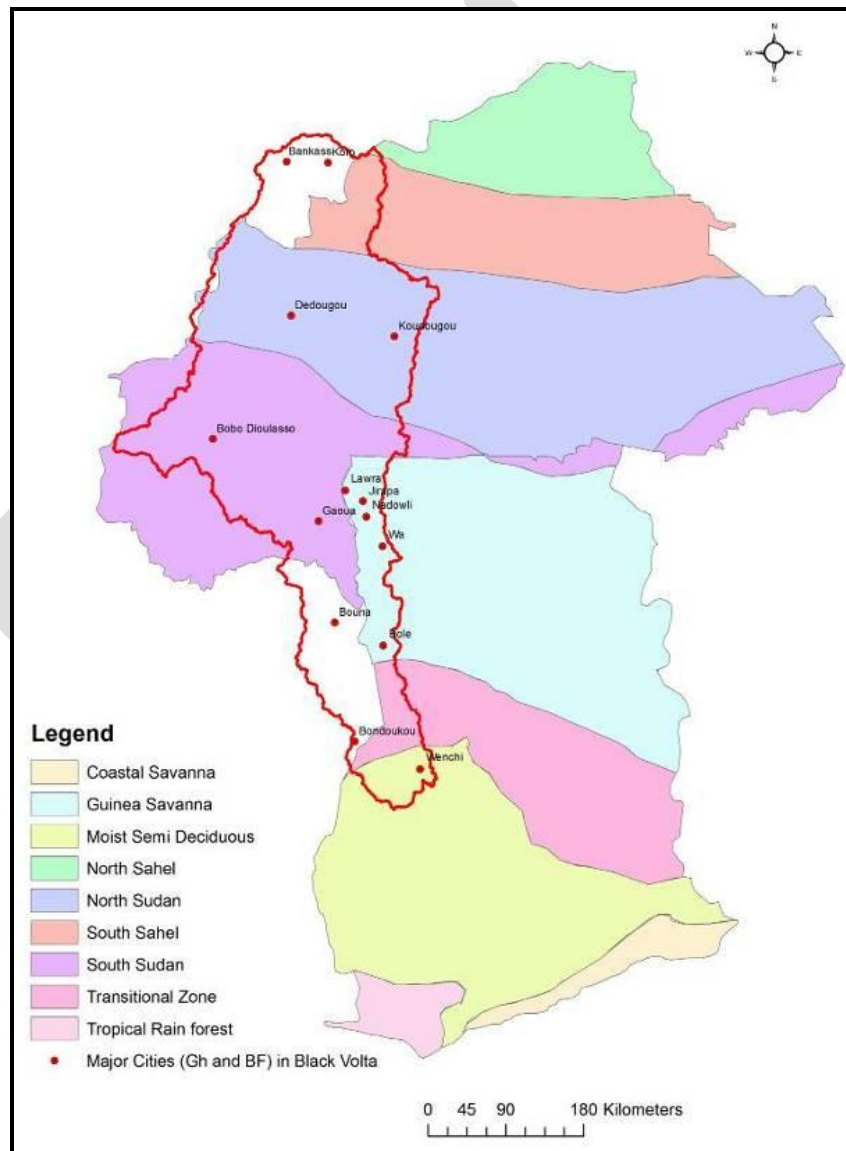 N
W E
S
Bankass Koro
Dedougou
Koudougou
Bobo Dioulasso
Lawra
Jirapa
Nadowli
Gaoua
Wa
Bouna
Bole
Bondoukou
Wenchi
Legend
Coastal Savanna
Guinea Savanna
Moist Semi Deciduous
North Sahel
North Sudan
South Sahel
South Sudan
Transitional Zone
Tropical Rain forest
Major Cities (Gh and BF) in Black Volta
0 45 90 180 Kilometers